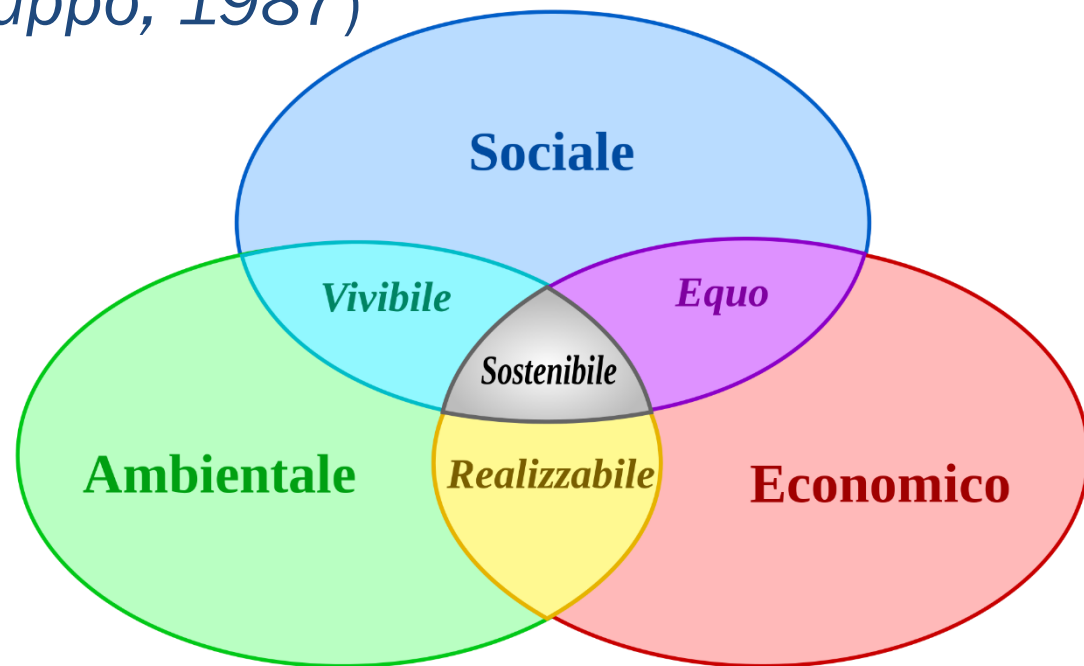 uppo, 1987)
Sociale
Vivibile
Equo
Sostenibile
Ambientale
Realizzabile
Economico